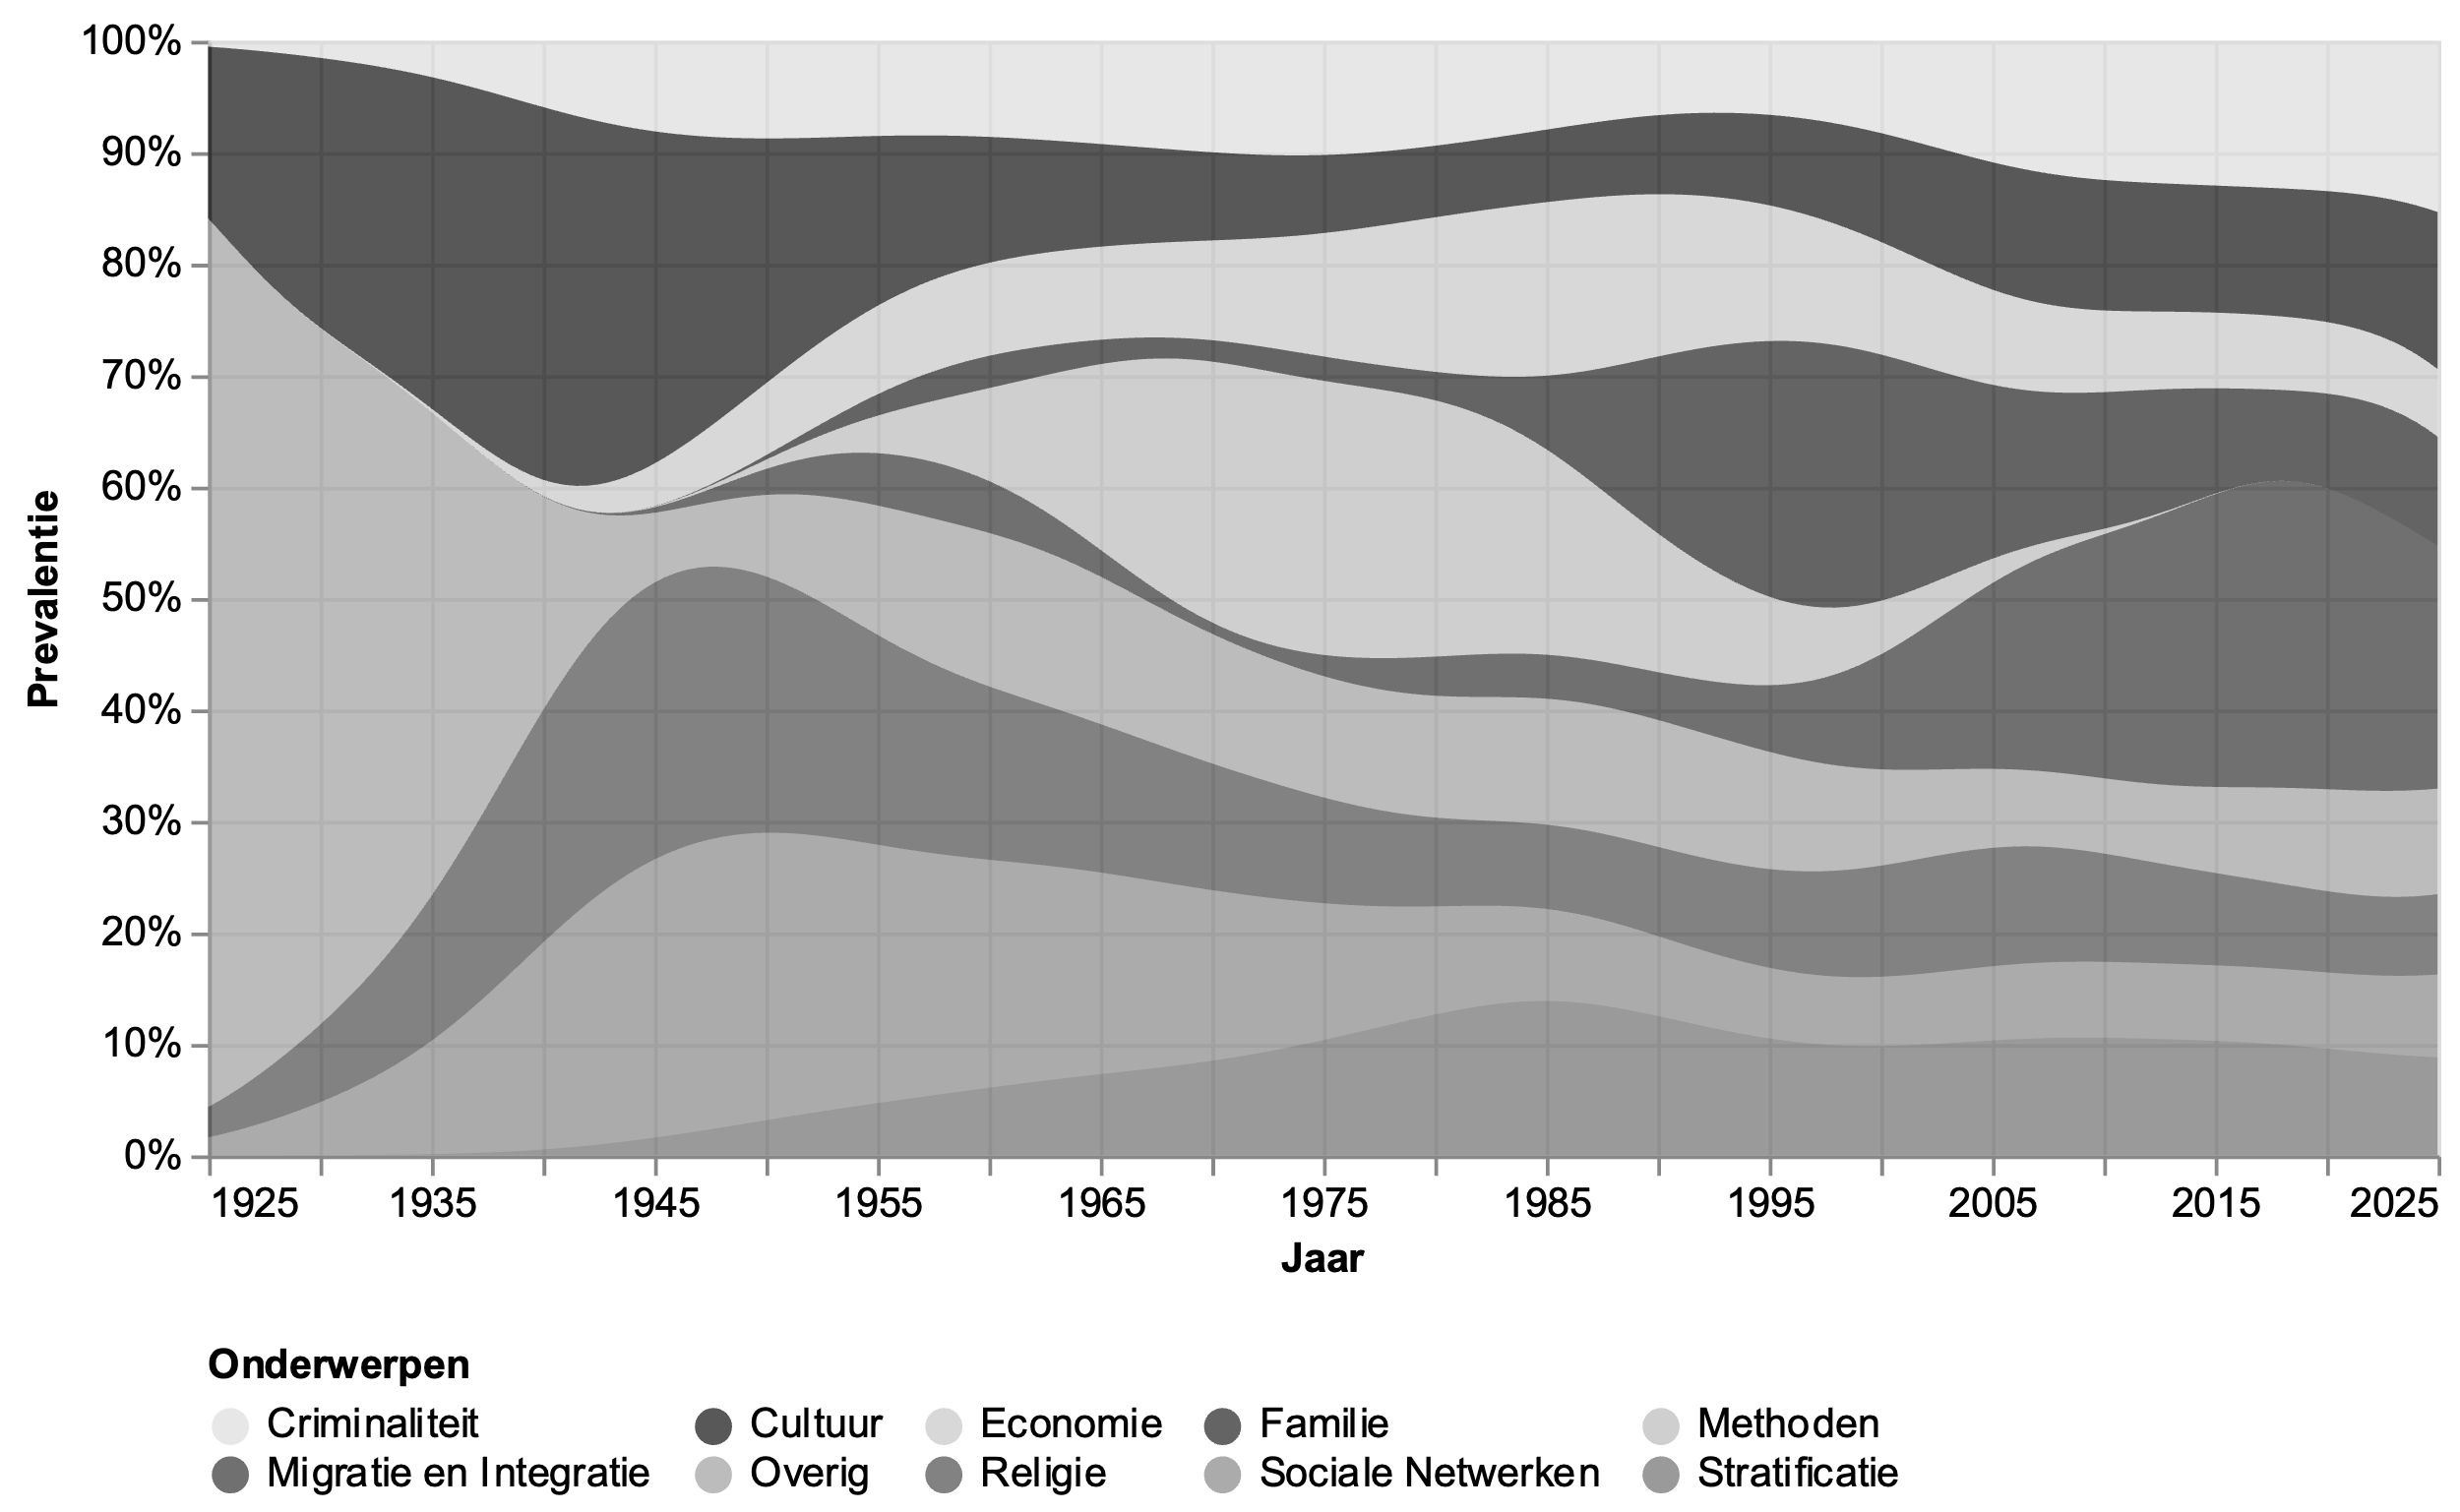 100%
90%
80%
70%
60%
50%
40%
30%
20%
10%
0%
Prevalentie
1925 1935 1945 1955 1965 1975 1985 1995 2005 2015 2025
Jaar
Onderwerpen
Criminaliteit Cultuur Economie Familie Methoden
Migratie en Integratie Overig Religie Sociale Netwerken Stratificatie